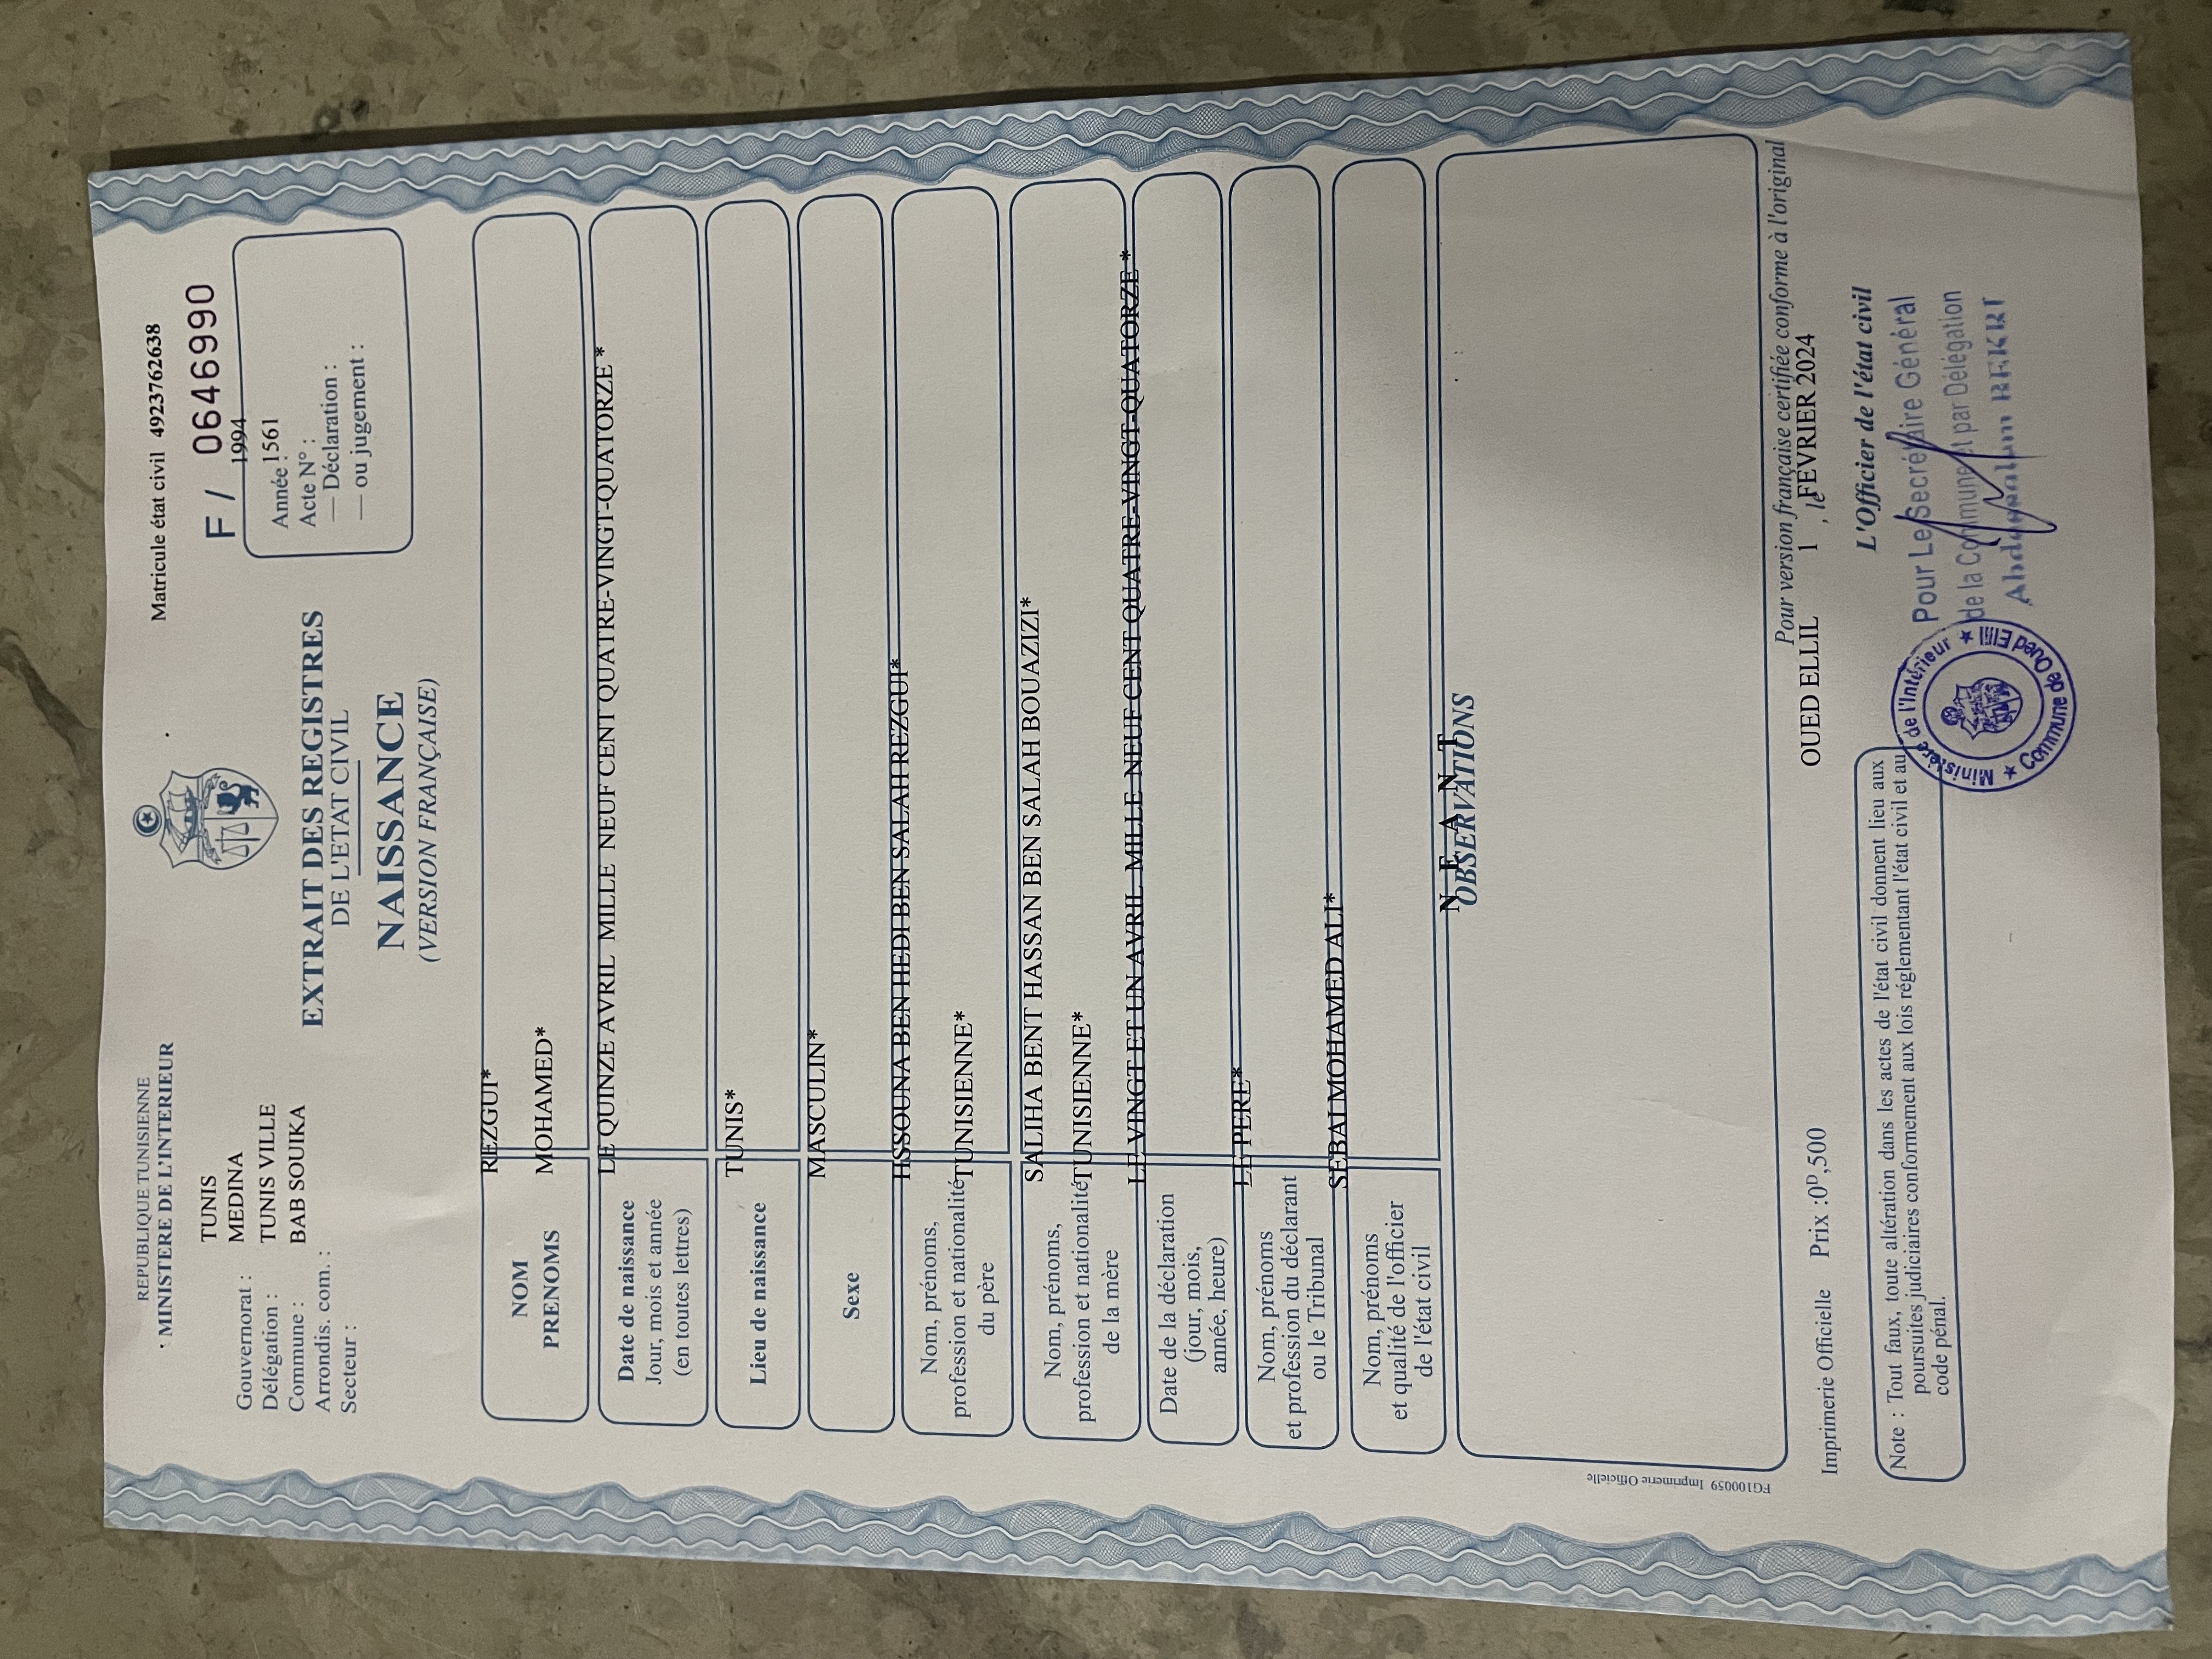 REPUBLIQUE TUNISIENNE
MINISTERE DE L'INTERIEUR
Matricule état civil 4923762638
F / 0646990
Gouvernorat : TUNIS
Délégation : MEDINA
Commune : TUNIS VILLE
Arrondis. com. : BAB SOUIKA
Secteur :
1994
Année : 1561
Acte N° :
— Déclaration :
— ou jugement :
EXTRAIT DES REGISTRES
DE L'ETAT CIVIL
NAISSANCE
(VERSION FRANÇAISE)
NOM REZGUI*
PRENOMS MOHAMED*
Date de naissance LE QUINZE AVRIL MILLE NEUF CENT QUATRE-VINGT-QUATORZE *
Jour, mois et année
(en toutes lettres)
Lieu de naissance TUNIS*
Sexe MASCULIN*
Nom, prénoms, HSSOUNA BEN HEDI BEN SALAH REZGUI*
profession et nationalité TUNISIENNE*
du père
Nom, prénoms, SALIHA BENT HASSAN BEN SALAH BOUAZIZI*
profession et nationalité TUNISIENNE*
de la mère
Date de la déclaration LE VINGT ET UN AVRIL MILLE NEUF CENT QUATRE-VINGT-QUATORZE *
(jour, mois,
année, heure)
Nom, prénoms LE PERE*
et profession du déclarant
ou le Tribunal
Nom, prénoms SEBAI MOHAMED ALI*
et qualité de l'officier
de l'état civil
N E A N T
OBSERVATIONS
FG100059 Imprimerie Officielle
Pour version française certifiée conforme à l'original
OUED ELLIL 1 , le FEVRIER 2024
Imprimerie Officielle Prix :0ᴰ,500
L'Officier de l'état civil
Pour Le Secrétaire Général
de la Commune et par Délégation
BEKRI
Ministère de l'Intérieur ★ Commune de Oued Ellil ★
Note : Tout faux, toute altération dans les actes de l'état civil donnent lieu aux
poursuites judiciaires conformement aux lois réglementant l'état civil et au
code pénal.